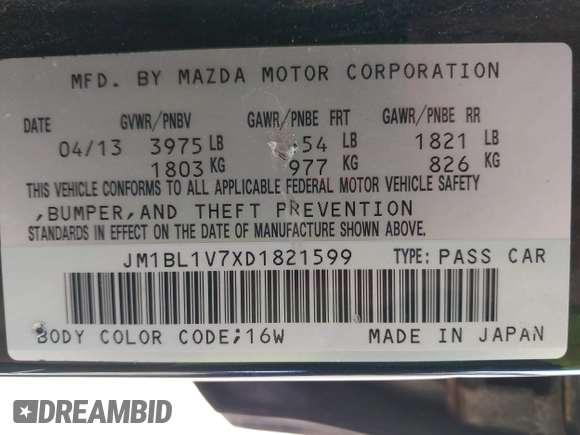 MFD. BY MAZDA MOTOR CORPORATION
DATE GVWR/PNBV GAWR/PNBE FRT GAWR/PNBE RR
04/13 3975 LB 54 LB 1821 LB
1803 KG 977 KG 826 KG
THIS VEHICLE CONFORMS TO ALL APPLICABLE FEDERAL MOTOR VEHICLE SAFETY
,BUMPER,AND THEFT PREVENTION
STANDARDS IN EFFECT ON THE DATE OF MANUFACTURE SHOWN ABOVE.
JM1BL1V7XD1821599 TYPE: PASS CAR
BODY COLOR CODE;16W MADE IN JAPAN
DREAMBID